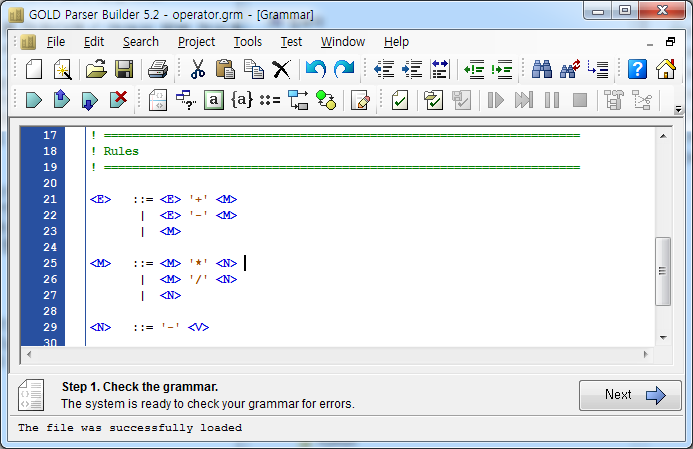 GOLD Parser Builder 5.2 - operator.grm - [Grammar]
File Edit Search Project Tools Test Window Help
17 ! ======================================================================
18 ! Rules
19 ! ======================================================================
20
21 <E> ::= <E> '+' <M>
22 | <E> '-' <M>
23 | <M>
24
25 <M> ::= <M> '*' <N>
26 | <M> '/' <N>
27 | <N>
28
29 <N> ::= '-' <V>
30
Step 1. Check the grammar.
The system is ready to check your grammar for errors.
Next
The file was successfully loaded